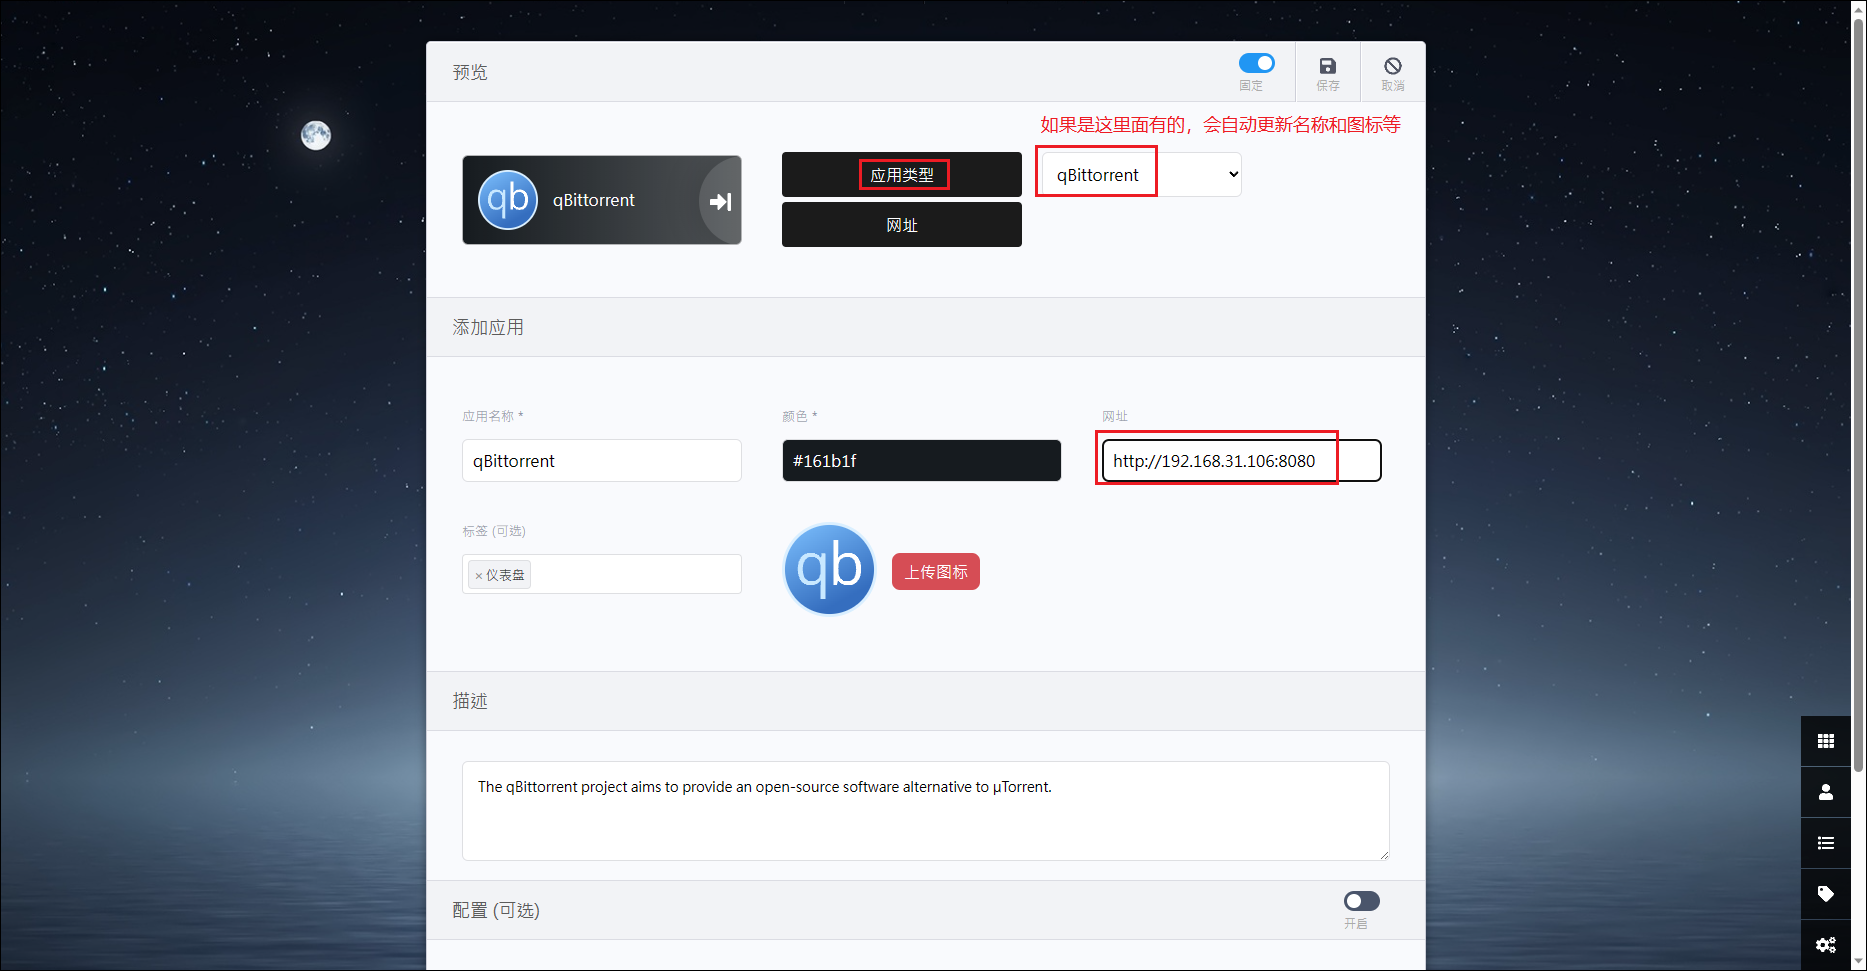 预览
固定
保存
取消
如果是这里面有的，会自动更新名称和图标等
qb
qBittorrent
应用类型
qBittorrent
网址
添加应用
应用名称 *
颜色 *
网址
qBittorrent
#161b1f
http://192.168.31.106:8080
标签 (可选)
× 仪表盘
qb
上传图标
描述
The qBittorrent project aims to provide an open-source software alternative to µTorrent.
配置 (可选)
开启